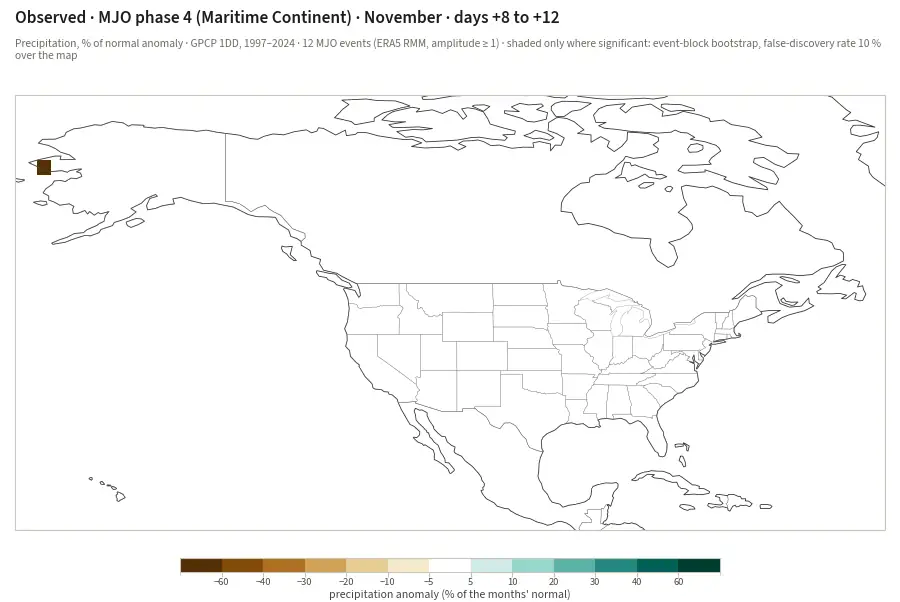 Observed · MJO phase 4 (Maritime Continent) · November · days +8 to +12
Precipitation, % of normal anomaly · GPCP 1DD, 1997–2024 · 12 MJO events (ERA5 RMM, amplitude ≥ 1) · shaded only where significant: event-block bootstrap, false-discovery rate 10 %
over the map
−60 −40 −30 −20 −10 −5 5 10 20 30 40 60
precipitation anomaly (% of the months' normal)